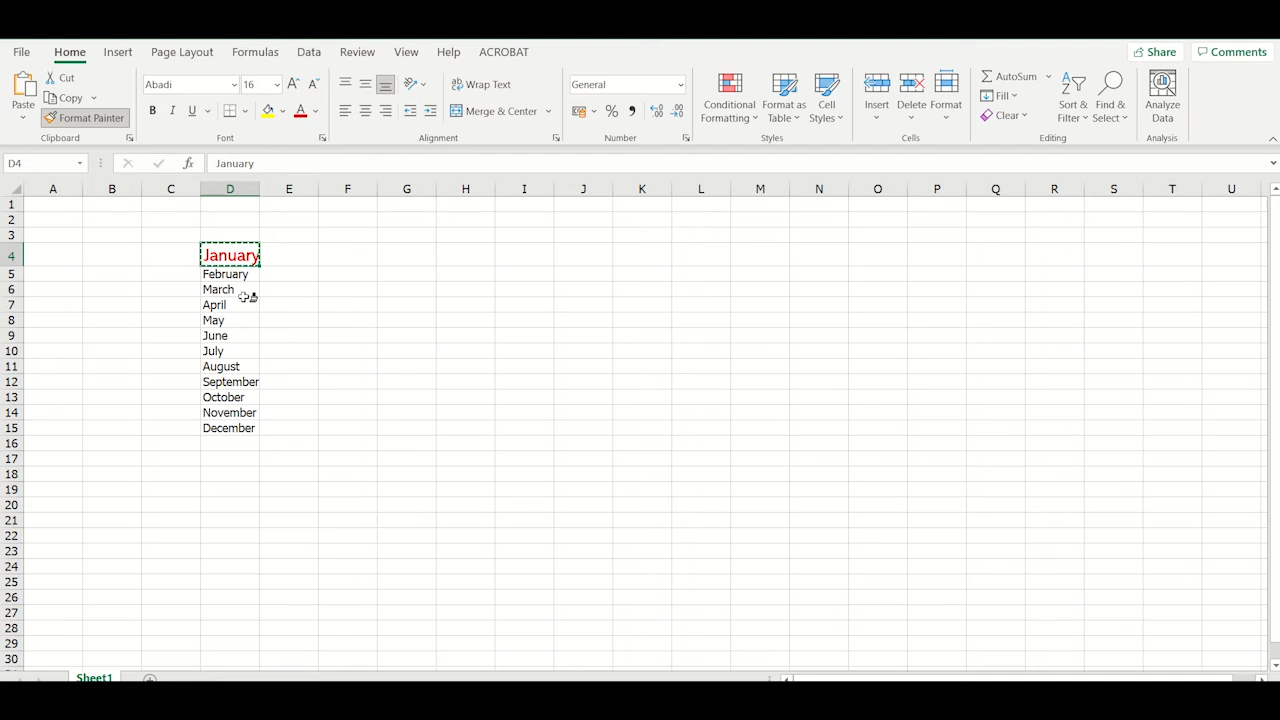 File Home Insert Page Layout Formulas Data Review View Help ACROBAT Share Comments
Paste Cut Copy Format Painter
Clipboard
Abadi 16
B I U
Font
Wrap Text
Merge & Center
Alignment
General
Number
Conditional Formatting Format as Table Cell Styles
Styles
Insert Delete Format
Cells
AutoSum
Fill
Clear
Sort & Filter Find & Select
Editing
Analyze Data
Analysis
D4 fx January
A B C D E F G H I J K L M N O P Q R S T U
1
2
3
4 January
5 February
6 March
7 April
8 May
9 June
10 July
11 August
12 September
13 October
14 November
15 December
16
17
18
19
20
21
22
23
24
25
26
27
28
29
30
Sheet1